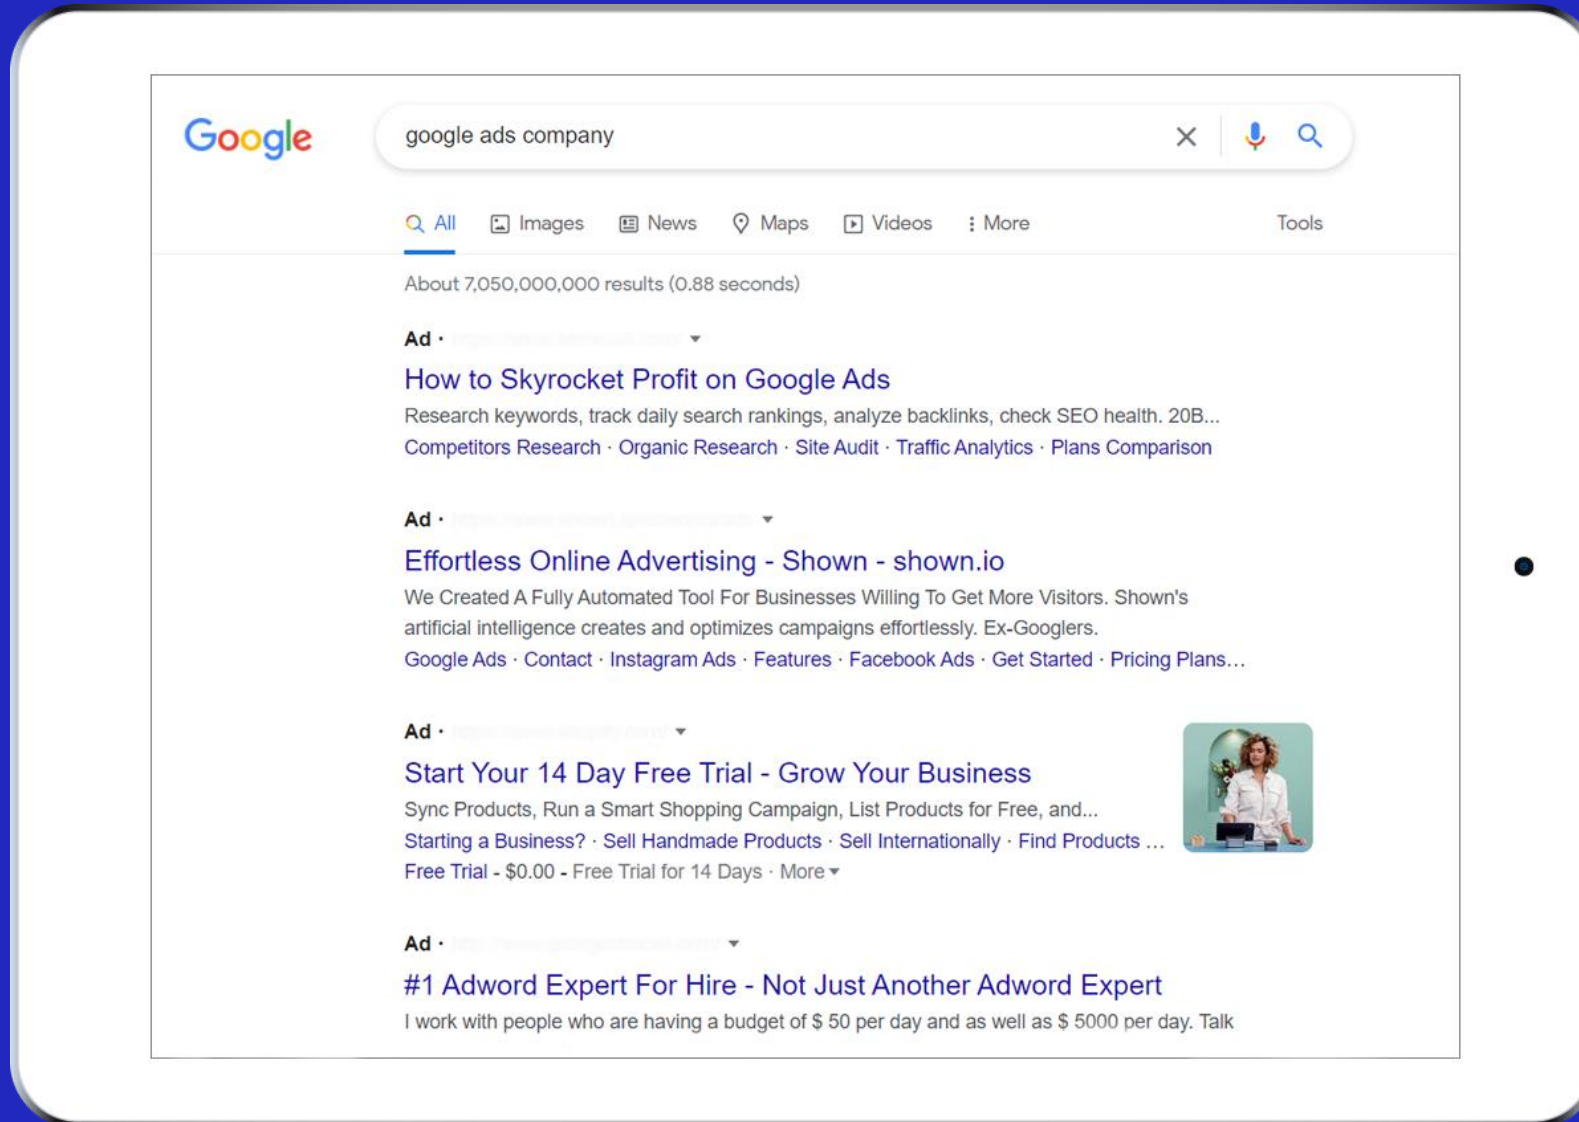 Google
google ads company
All Images News Maps Videos More Tools
About 7,050,000,000 results (0.88 seconds)
Ad ·
How to Skyrocket Profit on Google Ads
Research keywords, track daily search rankings, analyze backlinks, check SEO health. 20B...
Competitors Research · Organic Research · Site Audit · Traffic Analytics · Plans Comparison
Ad ·
Effortless Online Advertising - Shown - shown.io
We Created A Fully Automated Tool For Businesses Willing To Get More Visitors. Shown's
artificial intelligence creates and optimizes campaigns effortlessly. Ex-Googlers.
Google Ads · Contact · Instagram Ads · Features · Facebook Ads · Get Started · Pricing Plans...
Ad ·
Start Your 14 Day Free Trial - Grow Your Business
Sync Products, Run a Smart Shopping Campaign, List Products for Free, and...
Starting a Business? · Sell Handmade Products · Sell Internationally · Find Products ...
Free Trial - $0.00 - Free Trial for 14 Days · More
Ad ·
#1 Adword Expert For Hire - Not Just Another Adword Expert
I work with people who are having a budget of $ 50 per day and as well as $ 5000 per day. Talk